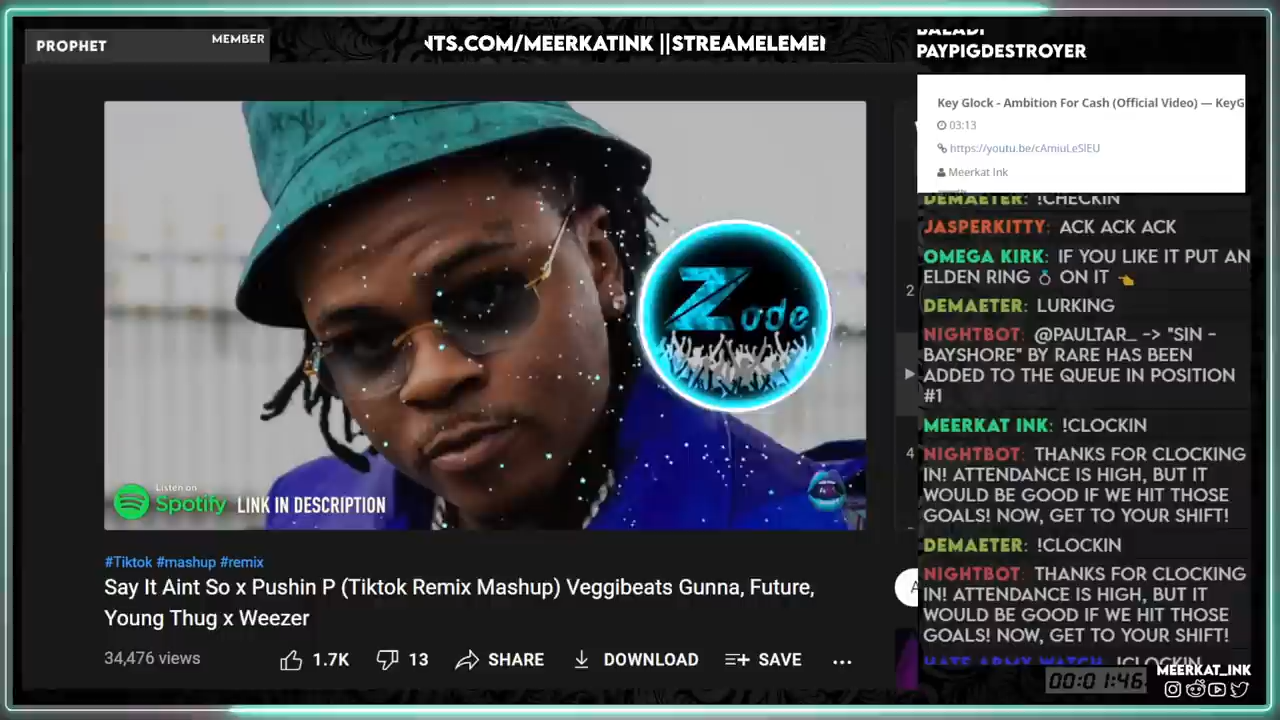 PROPHET
MEMBER
NTS.COM/MEERKATINK ||STREAMELEME
BALADI
PAYPIGDESTROYER
Key Glock - Ambition For Cash (Official Video) — KeyG
03:13
https://youtu.be/cAmiuLeSlEU
Meerkat Ink
DEMAETER: !CHECKIN
JASPERKITTY: ACK ACK ACK
OMEGA KIRK: IF YOU LIKE IT PUT AN
ELDEN RING 💍 ON IT 👈
DEMAETER: LURKING
NIGHTBOT: @PAULTAR_ -> "SIN -
BAYSHORE" BY RARE HAS BEEN
ADDED TO THE QUEUE IN POSITION
#1
MEERKAT INK: !CLOCKIN
NIGHTBOT: THANKS FOR CLOCKING
IN! ATTENDANCE IS HIGH, BUT IT
WOULD BE GOOD IF WE HIT THOSE
GOALS! NOW, GET TO YOUR SHIFT!
DEMAETER: !CLOCKIN
NIGHTBOT: THANKS FOR CLOCKING
IN! ATTENDANCE IS HIGH, BUT IT
WOULD BE GOOD IF WE HIT THOSE
GOALS! NOW, GET TO YOUR SHIFT!
HATE ARMY WATCH: !CLOCKIN
2
4
Zode
Listen on
Spotify LINK IN DESCRIPTION
#Tiktok #mashup #remix
Say It Aint So x Pushin P (Tiktok Remix Mashup) Veggibeats Gunna, Future,
Young Thug x Weezer
34,476 views
1.7K
13
SHARE
DOWNLOAD
SAVE
00:01:46
MEERKAT_INK